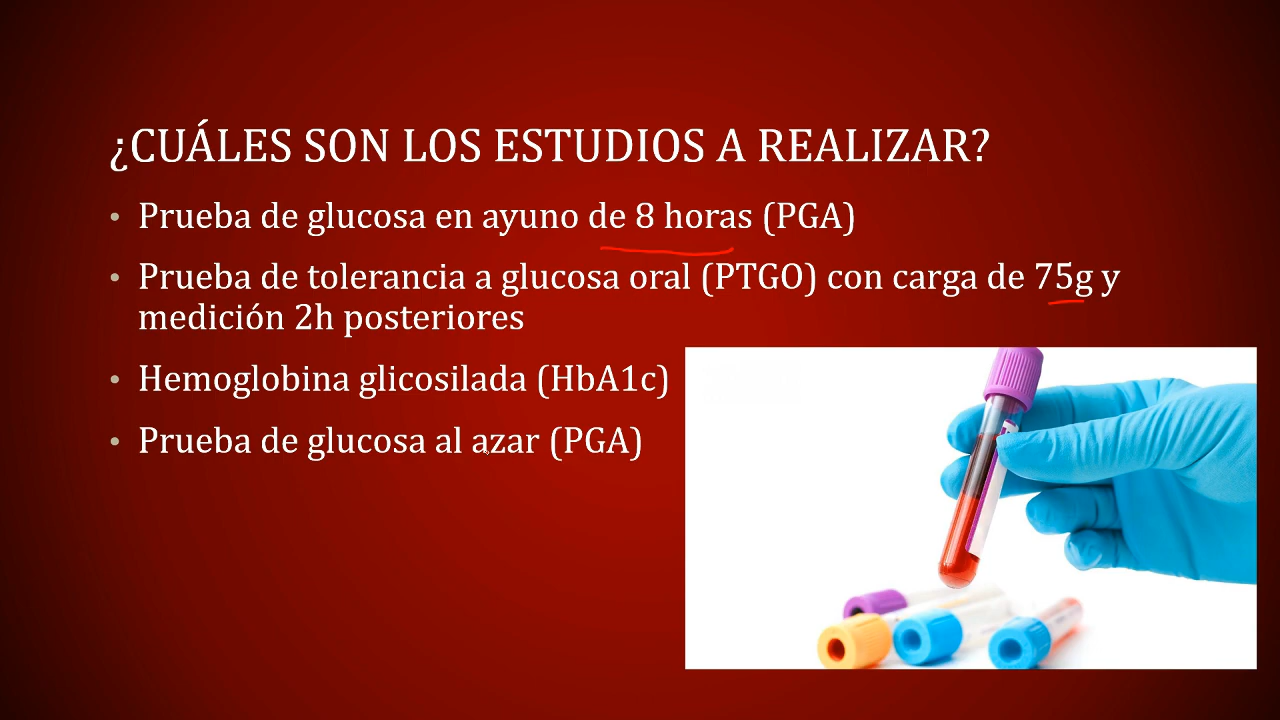 ¿CUÁLES SON LOS ESTUDIOS A REALIZAR?
• Prueba de glucosa en ayuno de 8 horas (PGA)
• Prueba de tolerancia a glucosa oral (PTGO) con carga de 75g y
medición 2h posteriores
• Hemoglobina glicosilada (HbA1c)
• Prueba de glucosa al azar (PGA)